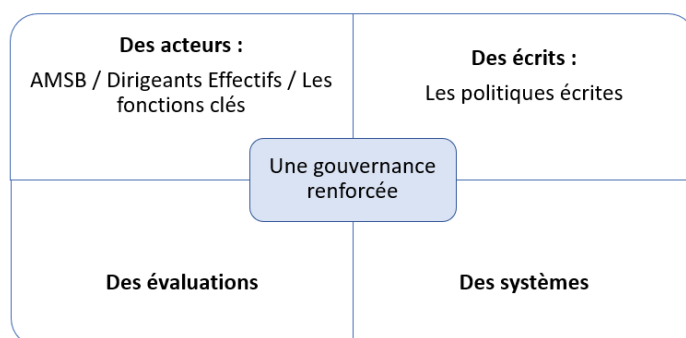 Des acteurs :
AMSB / Dirigeants Effectifs / Les
fonctions clés
Des écrits :
Les politiques écrites
Une gouvernance
renforcée
Des évaluations
Des systèmes